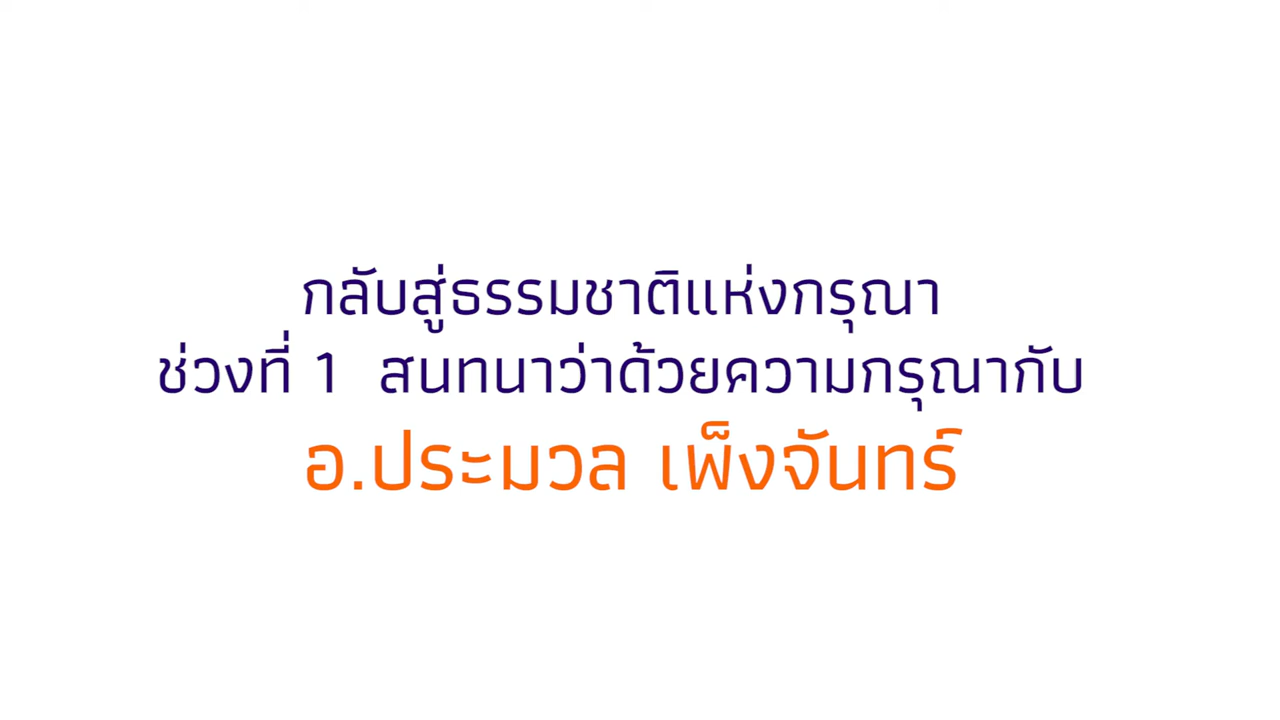 กลับสู่ธรรมชาติแห่งกรุณา
ช่วงที่ 1 สนทนาว่าด้วยความกรุณากับ
อ.ประมวล เพ็งจันทร์